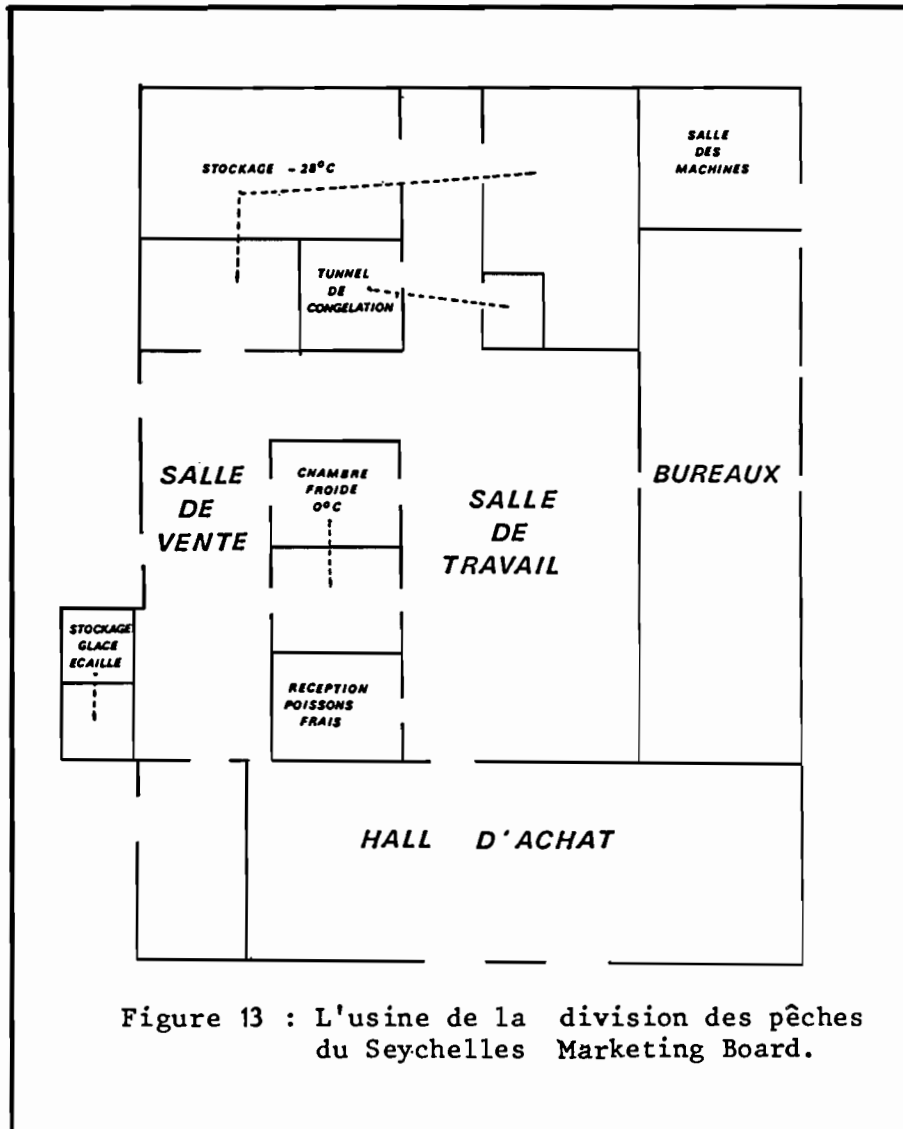 SALLE
DES
MACHINES
STOCKAGE - 28°C
TUNNEL
DE
CONGELATION
SALLE
DE
VENTE
CHAMBRE
FROIDE
0°C
SALLE
DE
TRAVAIL
BUREAUX
STOCKAGE
GLACE
ECAILLE
RECEPTION
POISSONS
FRAIS
HALL D'ACHAT
Figure 13 : L'usine de la division des pêches
du Seychelles Marketing Board.